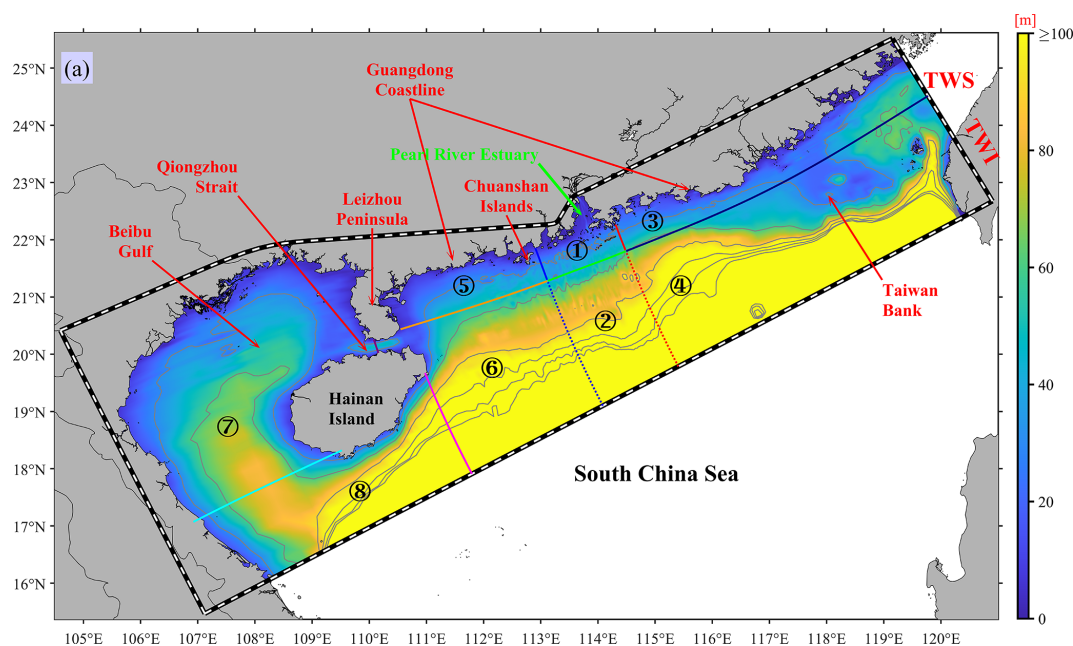 [m]
(a)
≥100
80
60
40
20
0
25°N
24°N
23°N
22°N
21°N
20°N
19°N
18°N
17°N
16°N
Guangdong
Coastline
TWS
TWI
Pearl River Estuary
Qiongzhou
Strait
Leizhou
Peninsula
Chuanshan
Islands
Beibu
Gulf
Taiwan
Bank
Hainan
Island
South China Sea
①
②
③
④
⑤
⑥
⑦
⑧
105°E 106°E 107°E 108°E 109°E 110°E 111°E 112°E 113°E 114°E 115°E 116°E 117°E 118°E 119°E 120°E